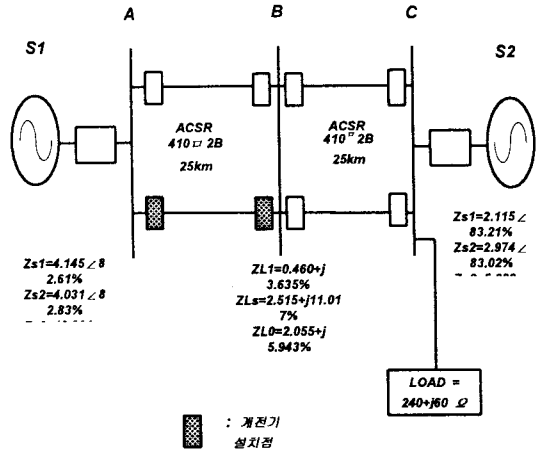 A
B
C
S1
S2
ACSR
410□ 2B
25km
ACSR
410□ 2B
25km
Zs1=4.145∠8
2.61%
Zs2=4.031∠8
2.83%
ZL1=0.460+j
3.635%
ZLs=2.515+j11.01
7%
ZL0=2.055+j
5.943%
Zs1=2.115∠
83.21%
Zs2=2.974∠
83.02%
LOAD =
240+j60 Ω
: 계전기
설치점